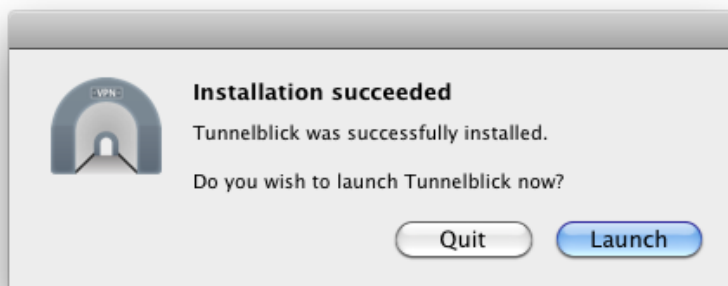 VPN
Installation succeeded
Tunnelblick was successfully installed.
Do you wish to launch Tunnelblick now?
Quit
Launch